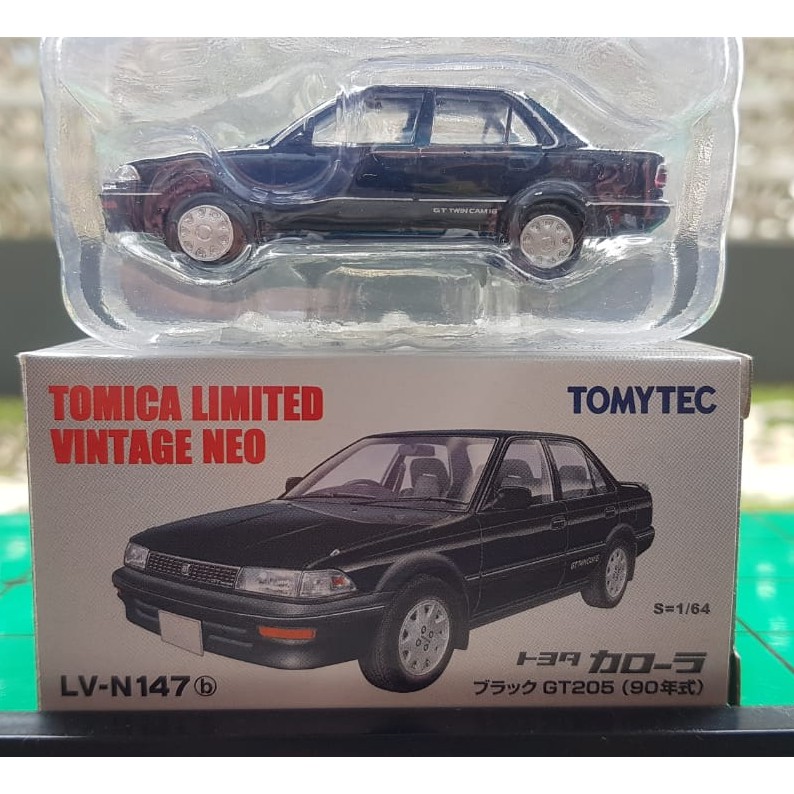 GT TWIN CAM 16
TOMICA LIMITED
VINTAGE NEO
TOMYTEC
S=1/64
LV-N147 ⓑ
トヨタ カローラ
ブラック GT205 (90年式)